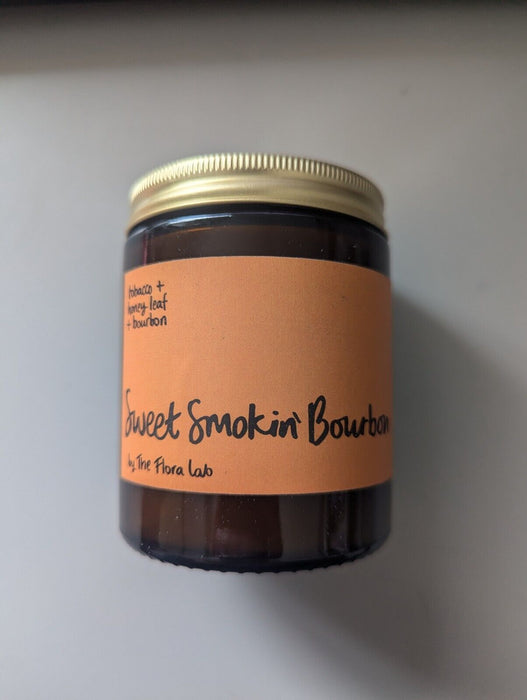 tobacco +
honey leaf
+ bourbon
Sweet Smokin' Bourbon
by The Flora Lab